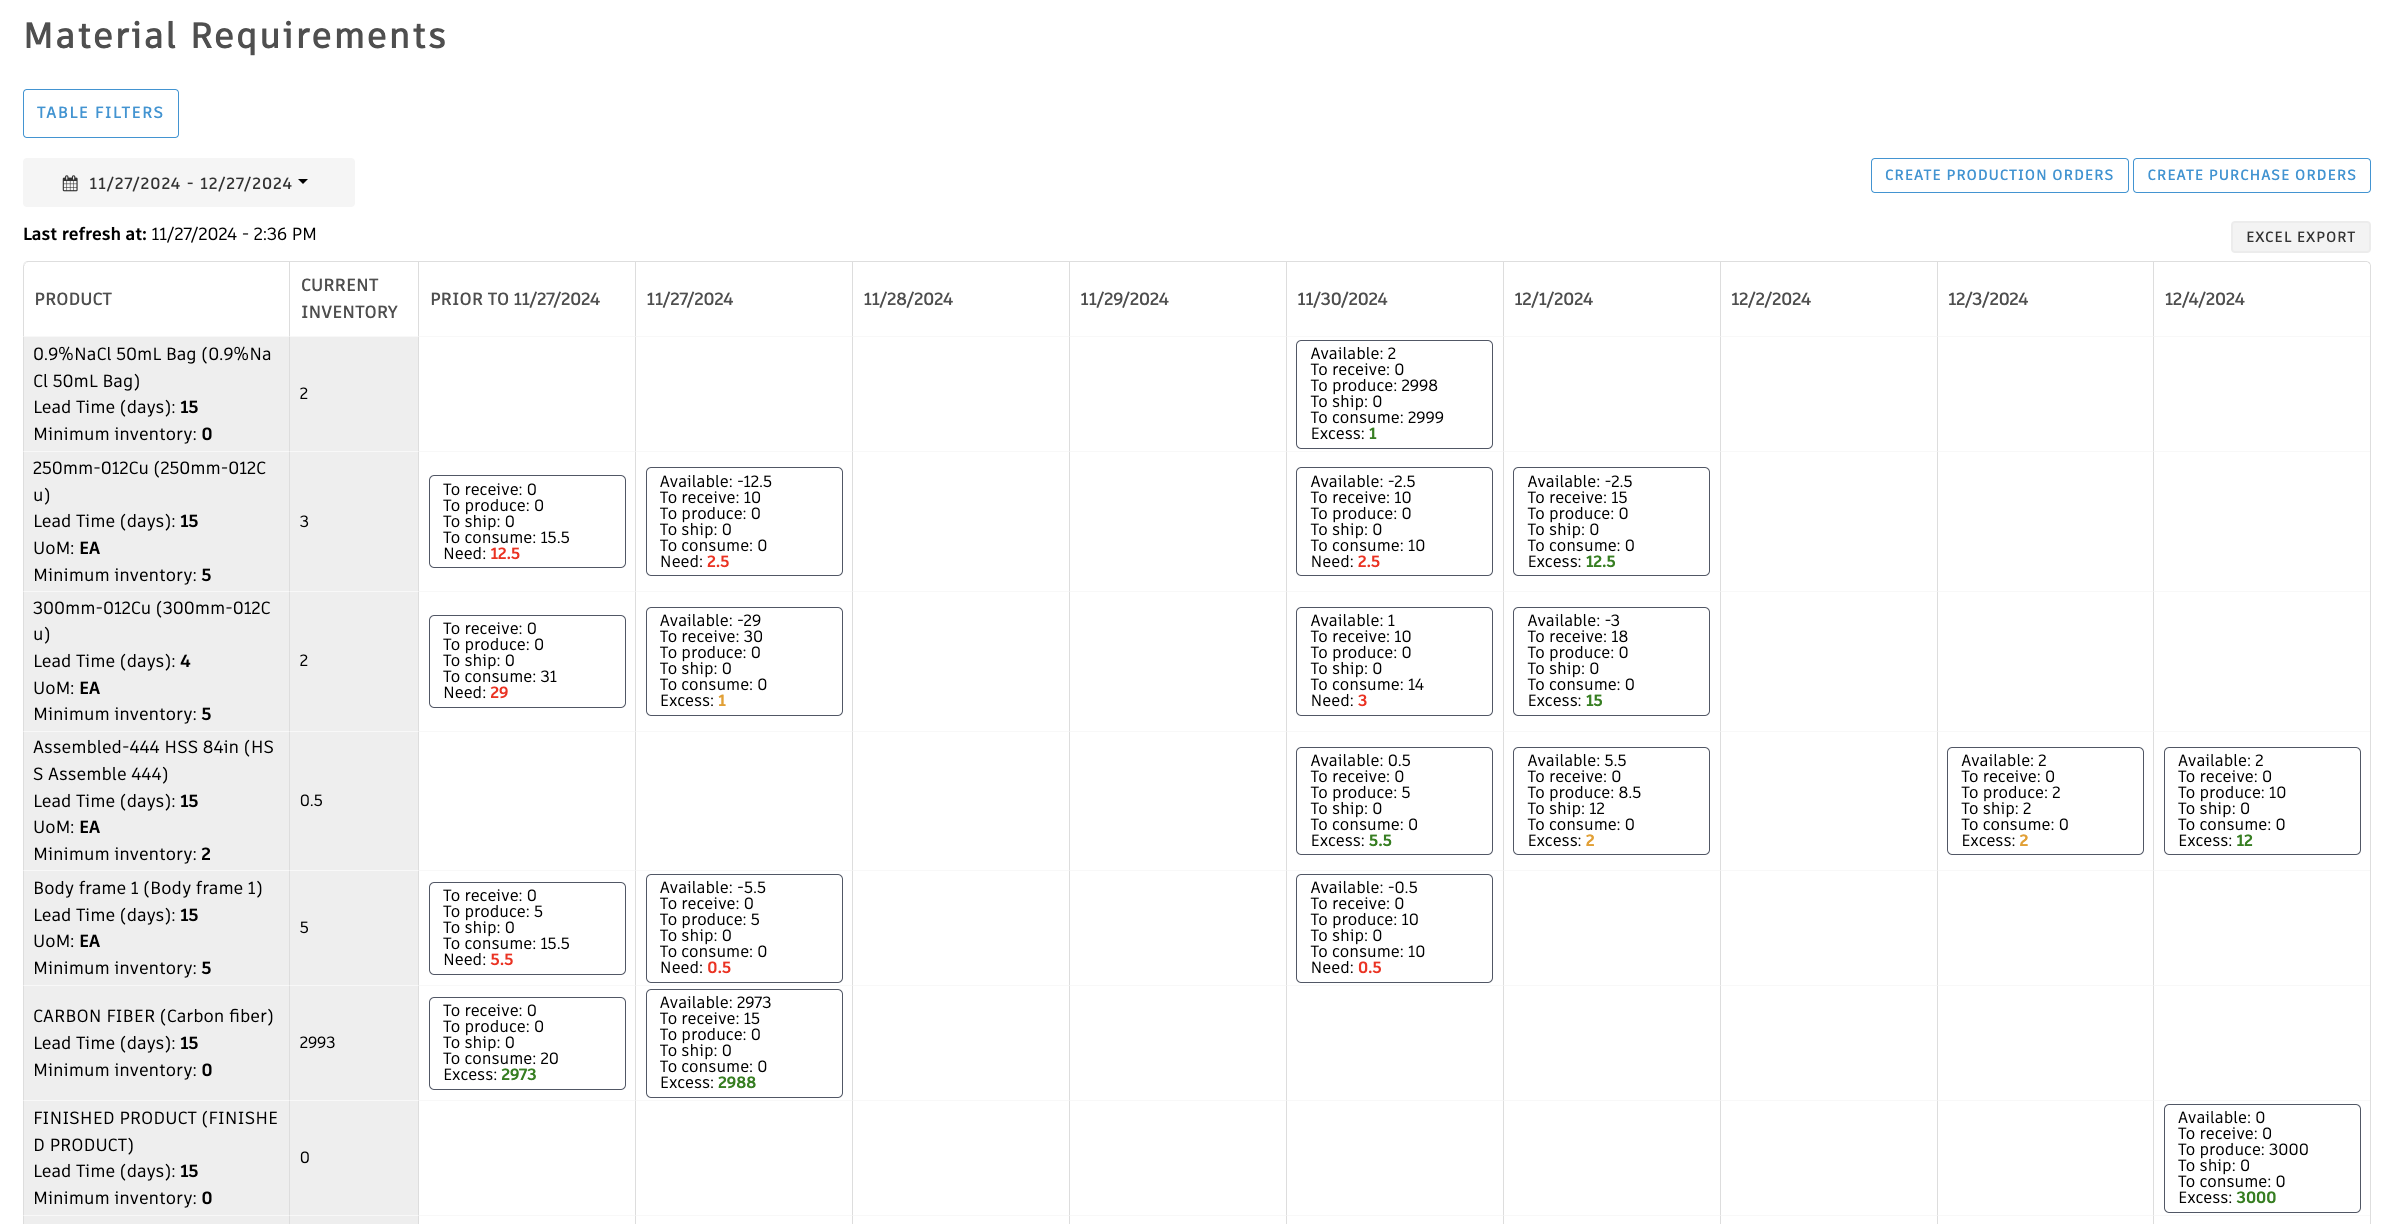 Material Requirements
TABLE FILTERS
11/27/2024 - 12/27/2024
CREATE PRODUCTION ORDERS
CREATE PURCHASE ORDERS
Last refresh at: 11/27/2024 - 2:36 PM
EXCEL EXPORT
PRODUCT
CURRENT
INVENTORY
PRIOR TO 11/27/2024
11/27/2024
11/28/2024
11/29/2024
11/30/2024
12/1/2024
12/2/2024
12/3/2024
12/4/2024
0.9%NaCl 50mL Bag (0.9%Na
Cl 50mL Bag)
Lead Time (days): 15
Minimum inventory: 0
2
Available: 2
To receive: 0
To produce: 2998
To ship: 0
To consume: 2999
Excess: 1
250mm-012Cu (250mm-012C
u)
Lead Time (days): 15
UoM: EA
Minimum inventory: 5
3
To receive: 0
To produce: 0
To ship: 0
To consume: 15.5
Need: 12.5
Available: -12.5
To receive: 10
To produce: 0
To ship: 0
To consume: 0
Need: 2.5
Available: -2.5
To receive: 10
To produce: 0
To ship: 0
To consume: 10
Need: 2.5
Available: -2.5
To receive: 15
To produce: 0
To ship: 0
To consume: 0
Excess: 12.5
300mm-012Cu (300mm-012C
u)
Lead Time (days): 4
UoM: EA
Minimum inventory: 5
2
To receive: 0
To produce: 0
To ship: 0
To consume: 31
Need: 29
Available: -29
To receive: 30
To produce: 0
To ship: 0
To consume: 0
Excess: 1
Available: 1
To receive: 10
To produce: 0
To ship: 0
To consume: 14
Need: 3
Available: -3
To receive: 18
To produce: 0
To ship: 0
To consume: 0
Excess: 15
Assembled-444 HSS 84in (HS
S Assemble 444)
Lead Time (days): 15
UoM: EA
Minimum inventory: 2
0.5
Available: 0.5
To receive: 0
To produce: 5
To ship: 0
To consume: 0
Excess: 5.5
Available: 5.5
To receive: 0
To produce: 8.5
To ship: 12
To consume: 0
Excess: 2
Available: 2
To receive: 0
To produce: 2
To ship: 2
To consume: 0
Excess: 2
Available: 2
To receive: 0
To produce: 10
To ship: 0
To consume: 0
Excess: 12
Body frame 1 (Body frame 1)
Lead Time (days): 15
UoM: EA
Minimum inventory: 5
5
To receive: 0
To produce: 5
To ship: 0
To consume: 15.5
Need: 5.5
Available: -5.5
To receive: 0
To produce: 5
To ship: 0
To consume: 0
Need: 0.5
Available: -0.5
To receive: 0
To produce: 10
To ship: 0
To consume: 10
Need: 0.5
CARBON FIBER (Carbon fiber)
Lead Time (days): 15
Minimum inventory: 0
2993
To receive: 0
To produce: 0
To ship: 0
To consume: 20
Excess: 2973
Available: 2973
To receive: 15
To produce: 0
To ship: 0
To consume: 0
Excess: 2988
FINISHED PRODUCT (FINISHE
D PRODUCT)
Lead Time (days): 15
Minimum inventory: 0
0
Available: 0
To receive: 0
To produce: 3000
To ship: 0
To consume: 0
Excess: 3000